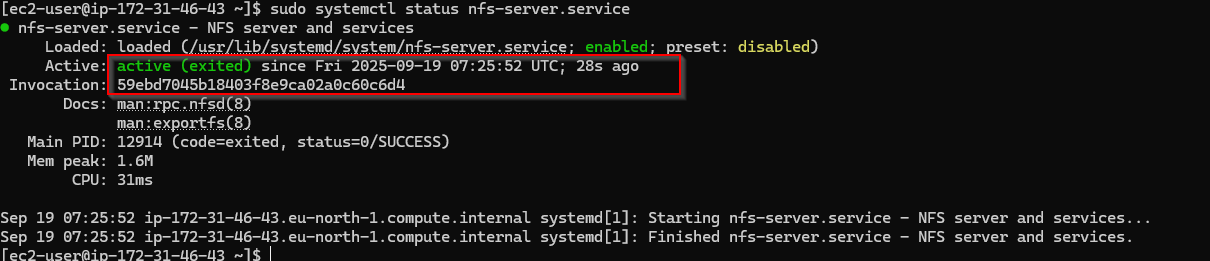 [ec2-user@ip-172-31-46-43 ~]$ sudo systemctl status nfs-server.service
● nfs-server.service - NFS server and services
Loaded: loaded (/usr/lib/systemd/system/nfs-server.service; enabled; preset: disabled)
Active: active (exited) since Fri 2025-09-19 07:25:52 UTC; 28s ago
Invocation: 59ebd7045b18403f8e9ca02a0c60c6d4
Docs: man:rpc.nfsd(8)
man:exportfs(8)
Main PID: 12914 (code=exited, status=0/SUCCESS)
Mem peak: 1.6M
CPU: 31ms
Sep 19 07:25:52 ip-172-31-46-43.eu-north-1.compute.internal systemd[1]: Starting nfs-server.service - NFS server and services...
Sep 19 07:25:52 ip-172-31-46-43.eu-north-1.compute.internal systemd[1]: Finished nfs-server.service - NFS server and services.
[ec2-user@ip-172-31-46-43 ~]$